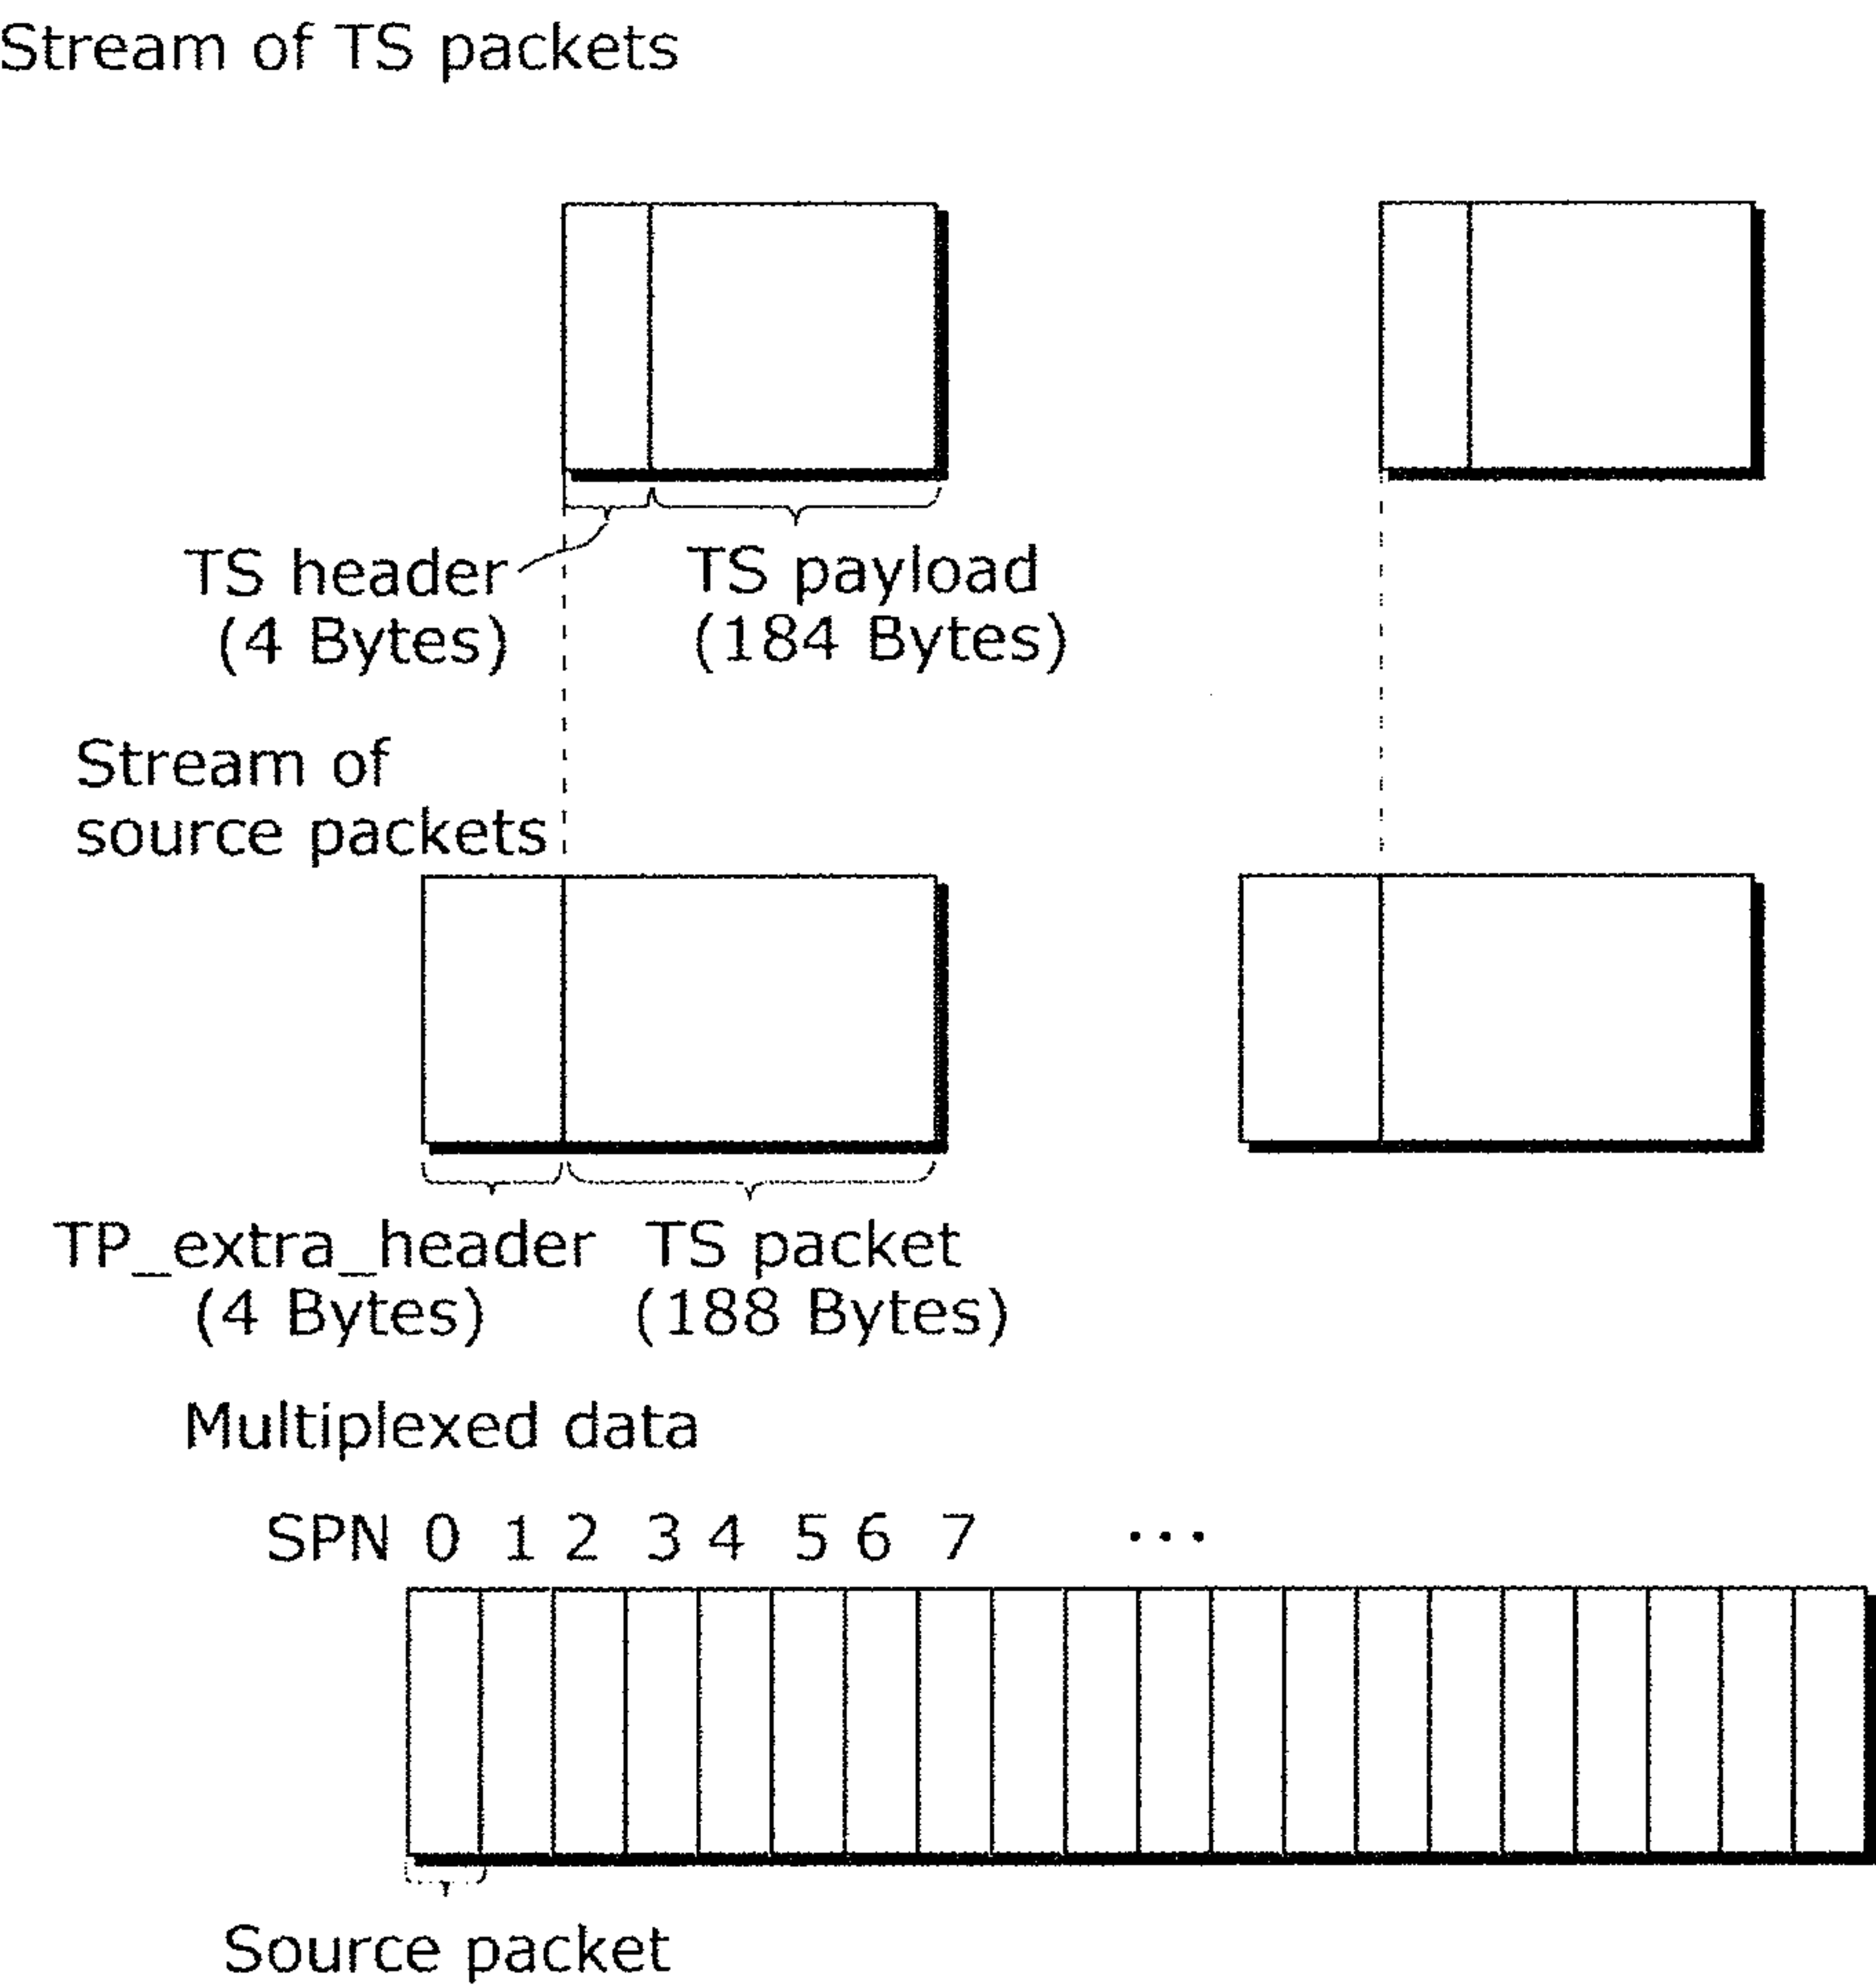 Stream of TS packets
TS header
(4 Bytes)
TS payload
(184 Bytes)
Stream of
source packets
TP_extra_header
(4 Bytes)
TS packet
(188 Bytes)
Multiplexed data
SPN 0 1 2 3 4 5 6 7 ...
Source packet